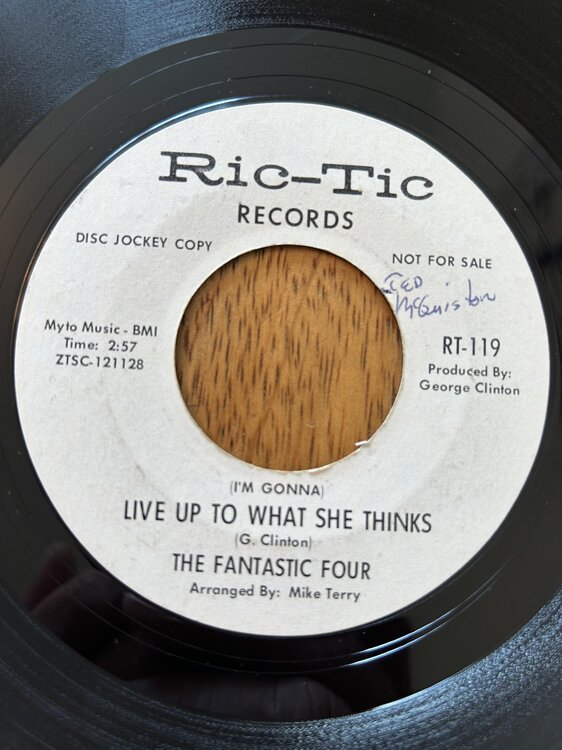 Ric-Tic
RECORDS
DISC JOCKEY COPY
NOT FOR SALE
McQuiston
Myto Music - BMI
Time: 2:57
ZTSC-121128
RT-119
Produced By:
George Clinton
(I'M GONNA)
LIVE UP TO WHAT SHE THINKS
(G. Clinton)
THE FANTASTIC FOUR
Arranged By: Mike Terry